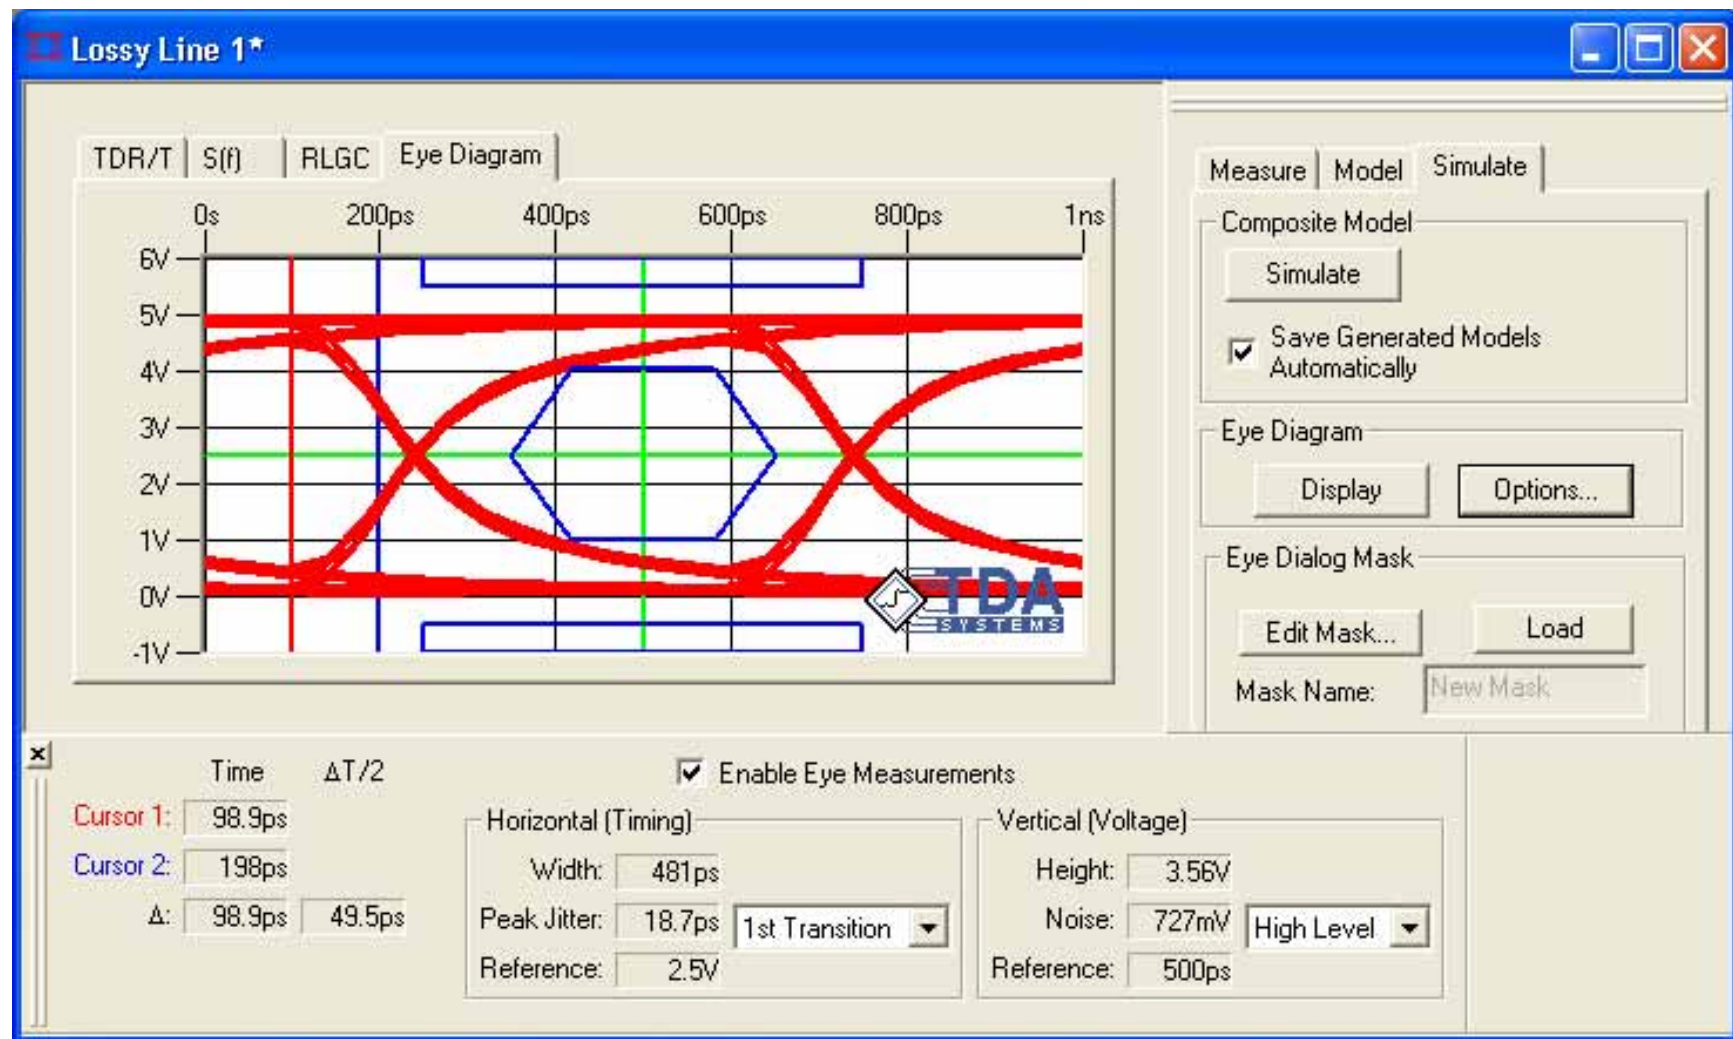 Lossy Line 1*
TDR/T S(f) RLGC Eye Diagram
0s 200ps 400ps 600ps 800ps 1ns
6V
5V
4V
3V
2V
1V
0V
-1V
TDA
SYSTEMS
Measure Model Simulate
Composite Model
Simulate
Save Generated Models
Automatically
Eye Diagram
Display Options...
Eye Dialog Mask
Edit Mask... Load
Mask Name: New Mask
Time ΔT/2
Cursor 1: 98.9ps
Cursor 2: 198ps
Δ: 98.9ps 49.5ps
Enable Eye Measurements
Horizontal (Timing)
Width: 481ps
Peak Jitter: 18.7ps 1st Transition
Reference: 2.5V
Vertical (Voltage)
Height: 3.56V
Noise: 727mV High Level
Reference: 500ps